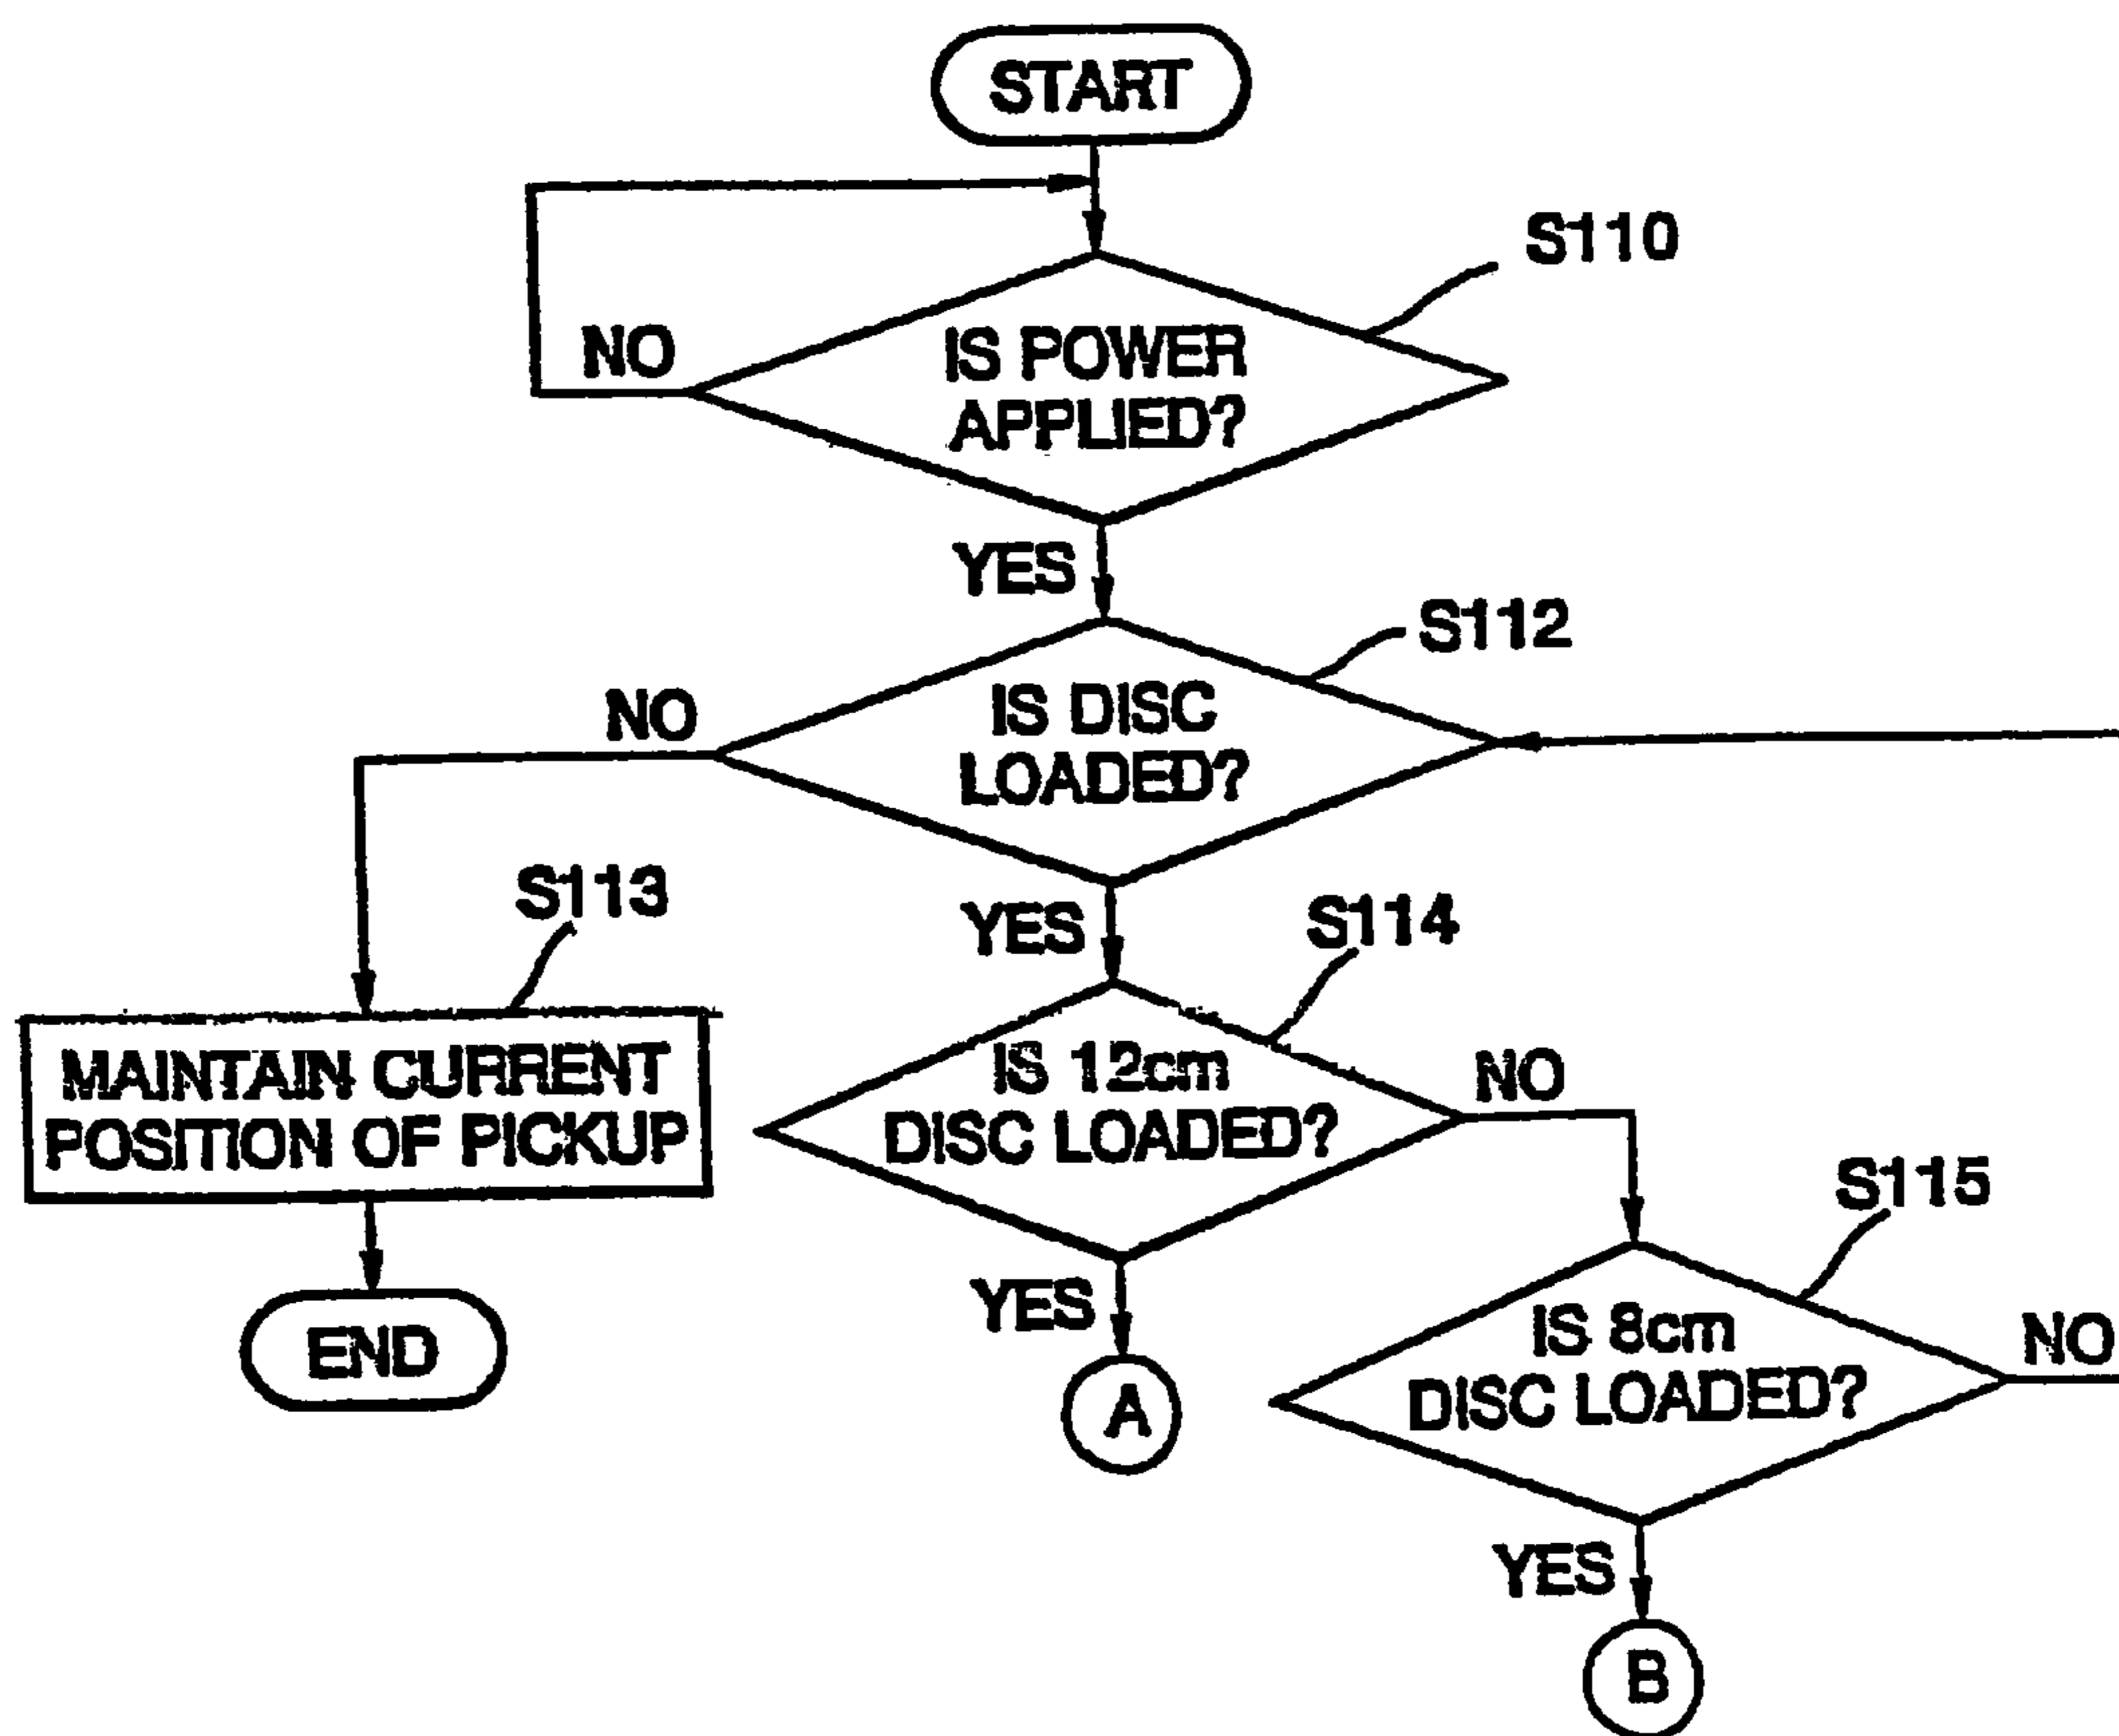 START
S110
NO
IS POWER
APPLIED?
YES
S112
NO
IS DISC
LOADED?
S113
YES
S114
MAINTAIN CURRENT
POSITION OF PICKUP
IS 12cm
DISC LOADED?
NO
S115
YES
END
IS 8cm
DISC LOADED?
NO
A
YES
B